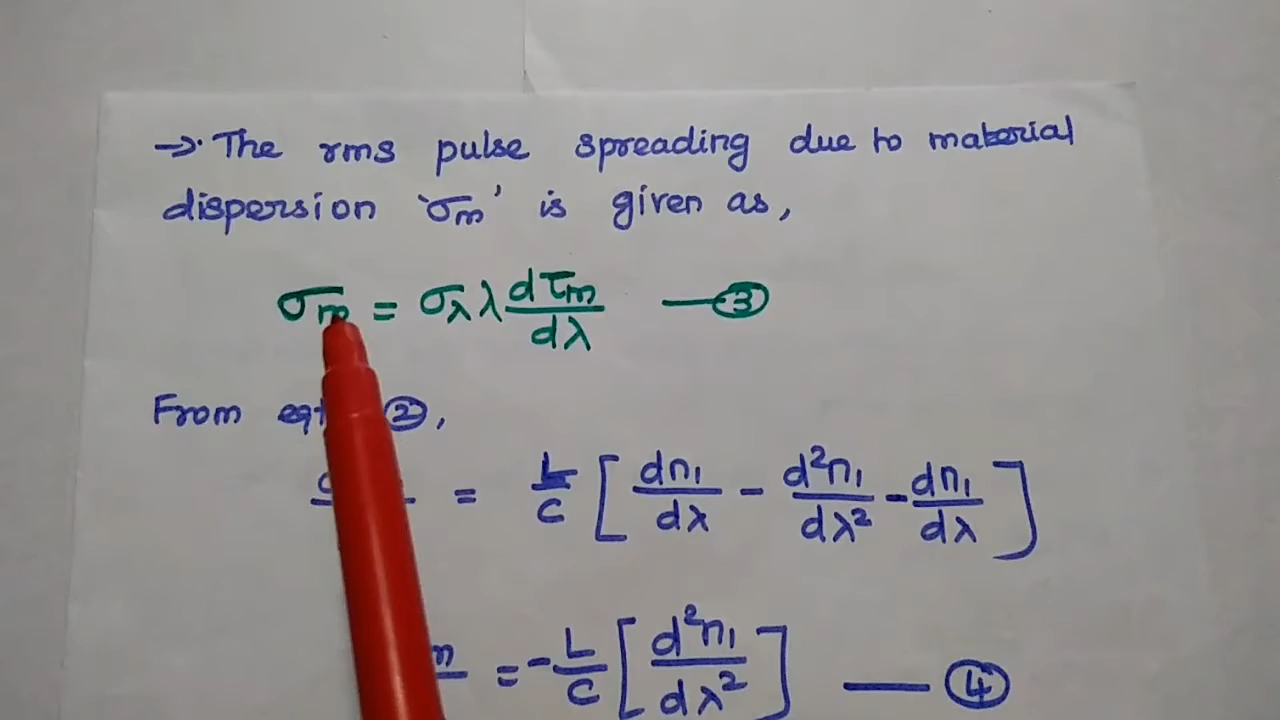 → The rms pulse spreading due to material
dispersion 'σm' is given as,
σm = σλ λ dτm/dλ —③
From ②,
= L/C [ dn1/dλ - d²n1/dλ² - dn1/dλ ]
= -L/C [ d²n1/dλ² ] —④